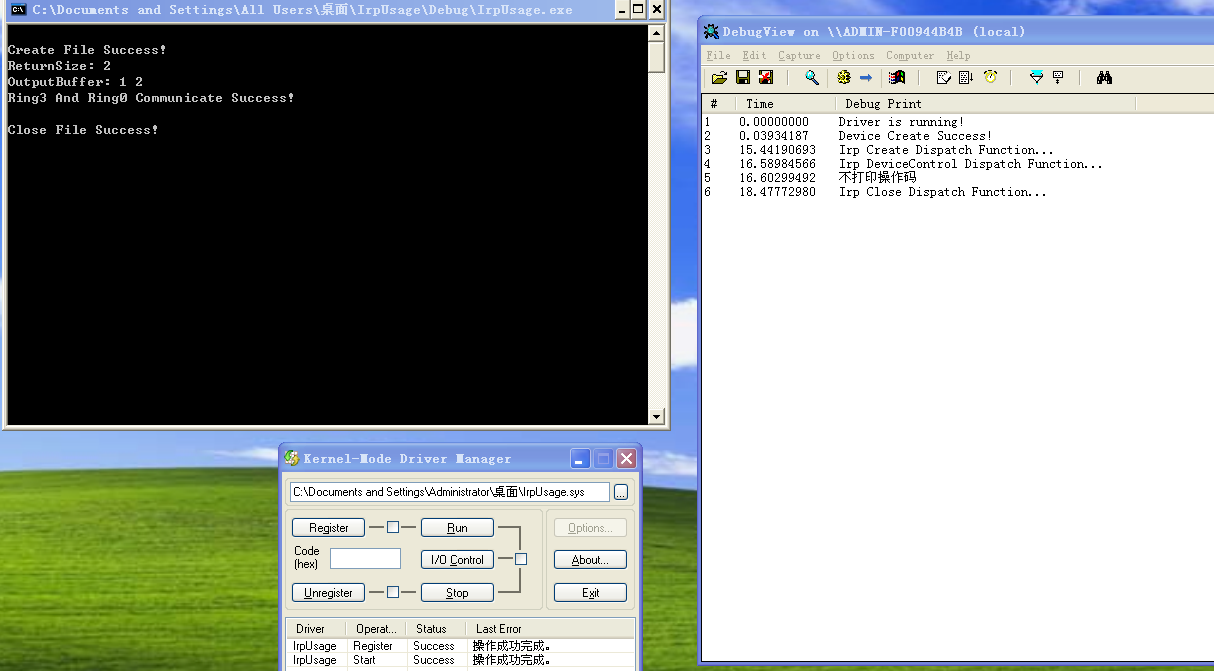 C:\Documents and Settings\All Users\桌面\IrpUsage\Debug\IrpUsage.exe
Create File Success!
ReturnSize: 2
OutputBuffer: 1 2
Ring3 And Ring0 Communicate Success!
Close File Success!
DebugView on \\ADMIN-F00944B4B (local)
File Edit Capture Options Computer Help
# Time Debug Print
1 0.00000000 Driver is running!
2 0.03934187 Device Create Success!
3 15.44190693 Irp Create Dispatch Function...
4 16.58984566 Irp DeviceControl Dispatch Function...
5 16.60299492 不打印操作码
6 18.47772980 Irp Close Dispatch Function...
Kernel-Mode Driver Manager
C:\Documents and Settings\Administrator\桌面\IrpUsage.sys ...
Register Run Options...
Code
(hex)
I/O Control About...
Unregister Stop Exit
Driver Operat... Status Last Error
IrpUsage Register Success 操作成功完成。
IrpUsage Start Success 操作成功完成。